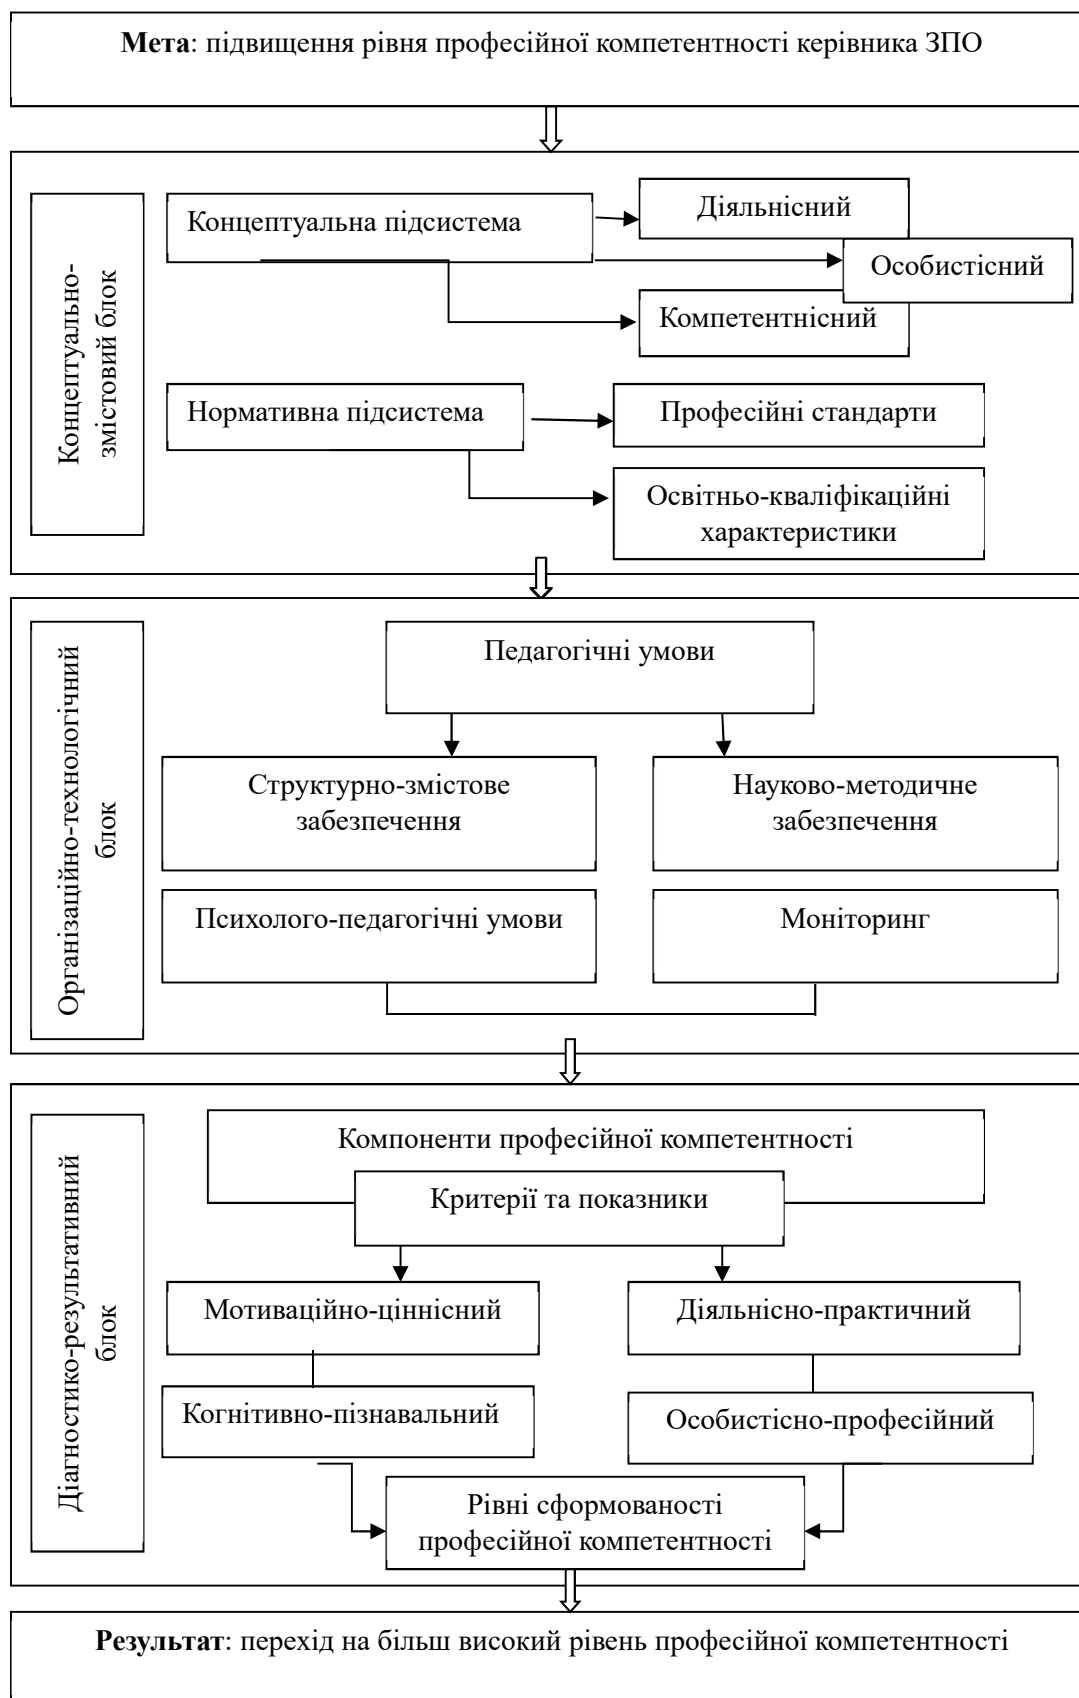 Мета: підвищення рівня професійної компетентності керівника ЗПО
Концептуально-
змістовий блок
Концептуальна підсистема
Діяльнісний
Особистісний
Компетентнісний
Нормативна підсистема
Професійні стандарти
Освітньо-кваліфікаційні
характеристики
Організаційно-технологічний
блок
Педагогічні умови
Структурно-змістове
забезпечення
Науково-методичне
забезпечення
Психолого-педагогічні умови
Моніторинг
Діагностико-результативний
блок
Компоненти професійної компетентності
Критерії та показники
Мотиваційно-ціннісний
Діяльнісно-практичний
Когнітивно-пізнавальний
Особистісно-професійний
Рівні сформованості
професійної компетентності
Результат: перехід на більш високий рівень професійної компетентності